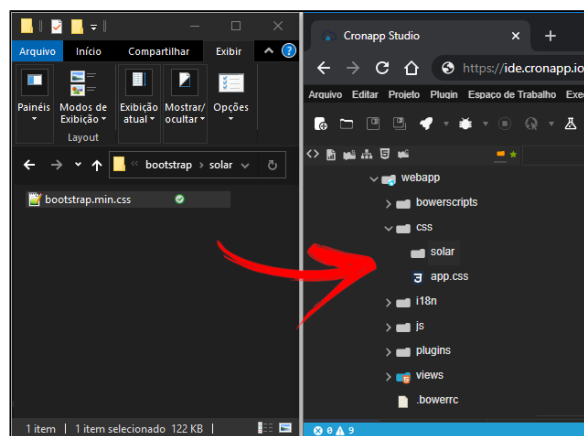 Arquivo Início Compartilhar Exibir
Painéis
Modos de Exibição
Exibição atual
Mostrar/ ocultar
Opções
Layout
« bootstrap > solar
bootstrap.min.css
1 item 1 item selecionado 122 KB
Cronapp Studio
https://ide.cronapp.io
Arquivo Editar Projeto Plugin Espaço de Trabalho Exe
webapp
bowerscripts
css
solar
app.css
i18n
js
plugins
views
.bowerrc
0 9